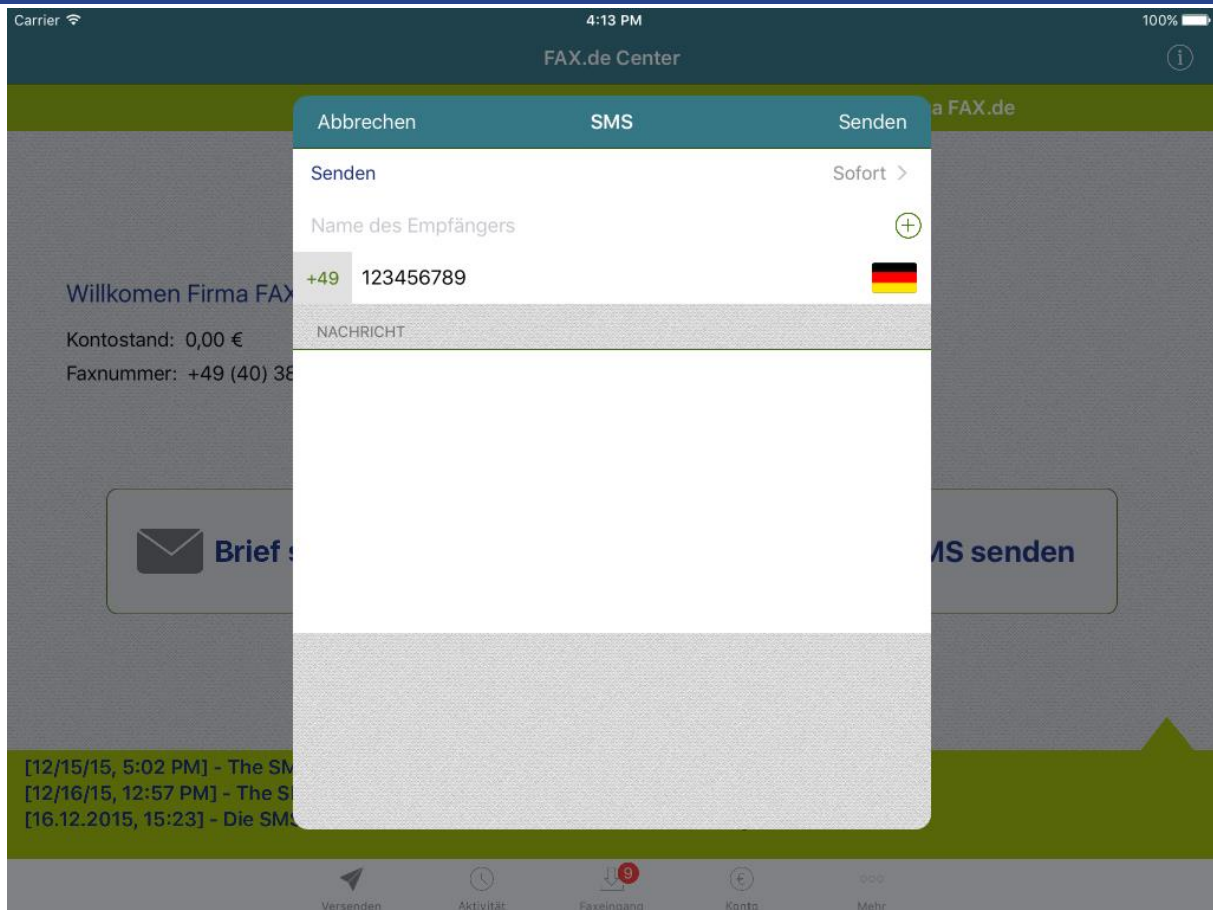 Carrier 4:13 PM 100%
FAX.de Center
a FAX.de
Abbrechen SMS Senden
Senden Sofort
Name des Empfängers
+49 123456789
NACHRICHT
Willkomen Firma FAX
Kontostand: 0,00 €
Faxnummer: +49 (40) 38
Brief
MS senden
[12/15/15, 5:02 PM] - The SM
[12/16/15, 12:57 PM] - The S
[16.12.2015, 15:23] - Die SMS
9
Versenden Aktivität Faxeingang Konto Mehr